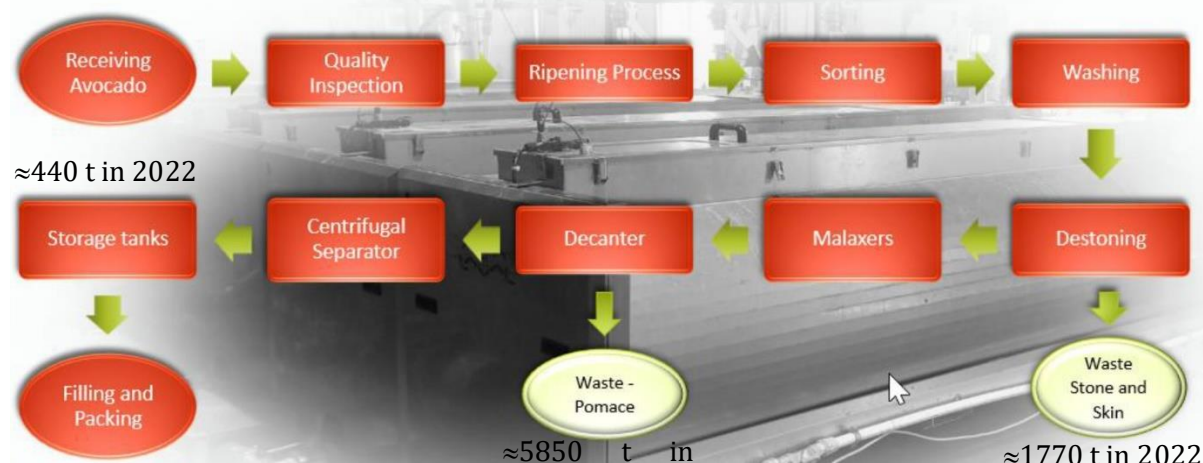 Receiving
Avocado
Quality
Inspection
Ripening Process
Sorting
Washing
≈440 t in 2022
Storage tanks
Centrifugal
Separator
Decanter
Malaxers
Destoning
Filling and
Packing
Waste -
Pomace
Waste
Stone and
Skin
≈5850 t in
≈1770 t in 2022